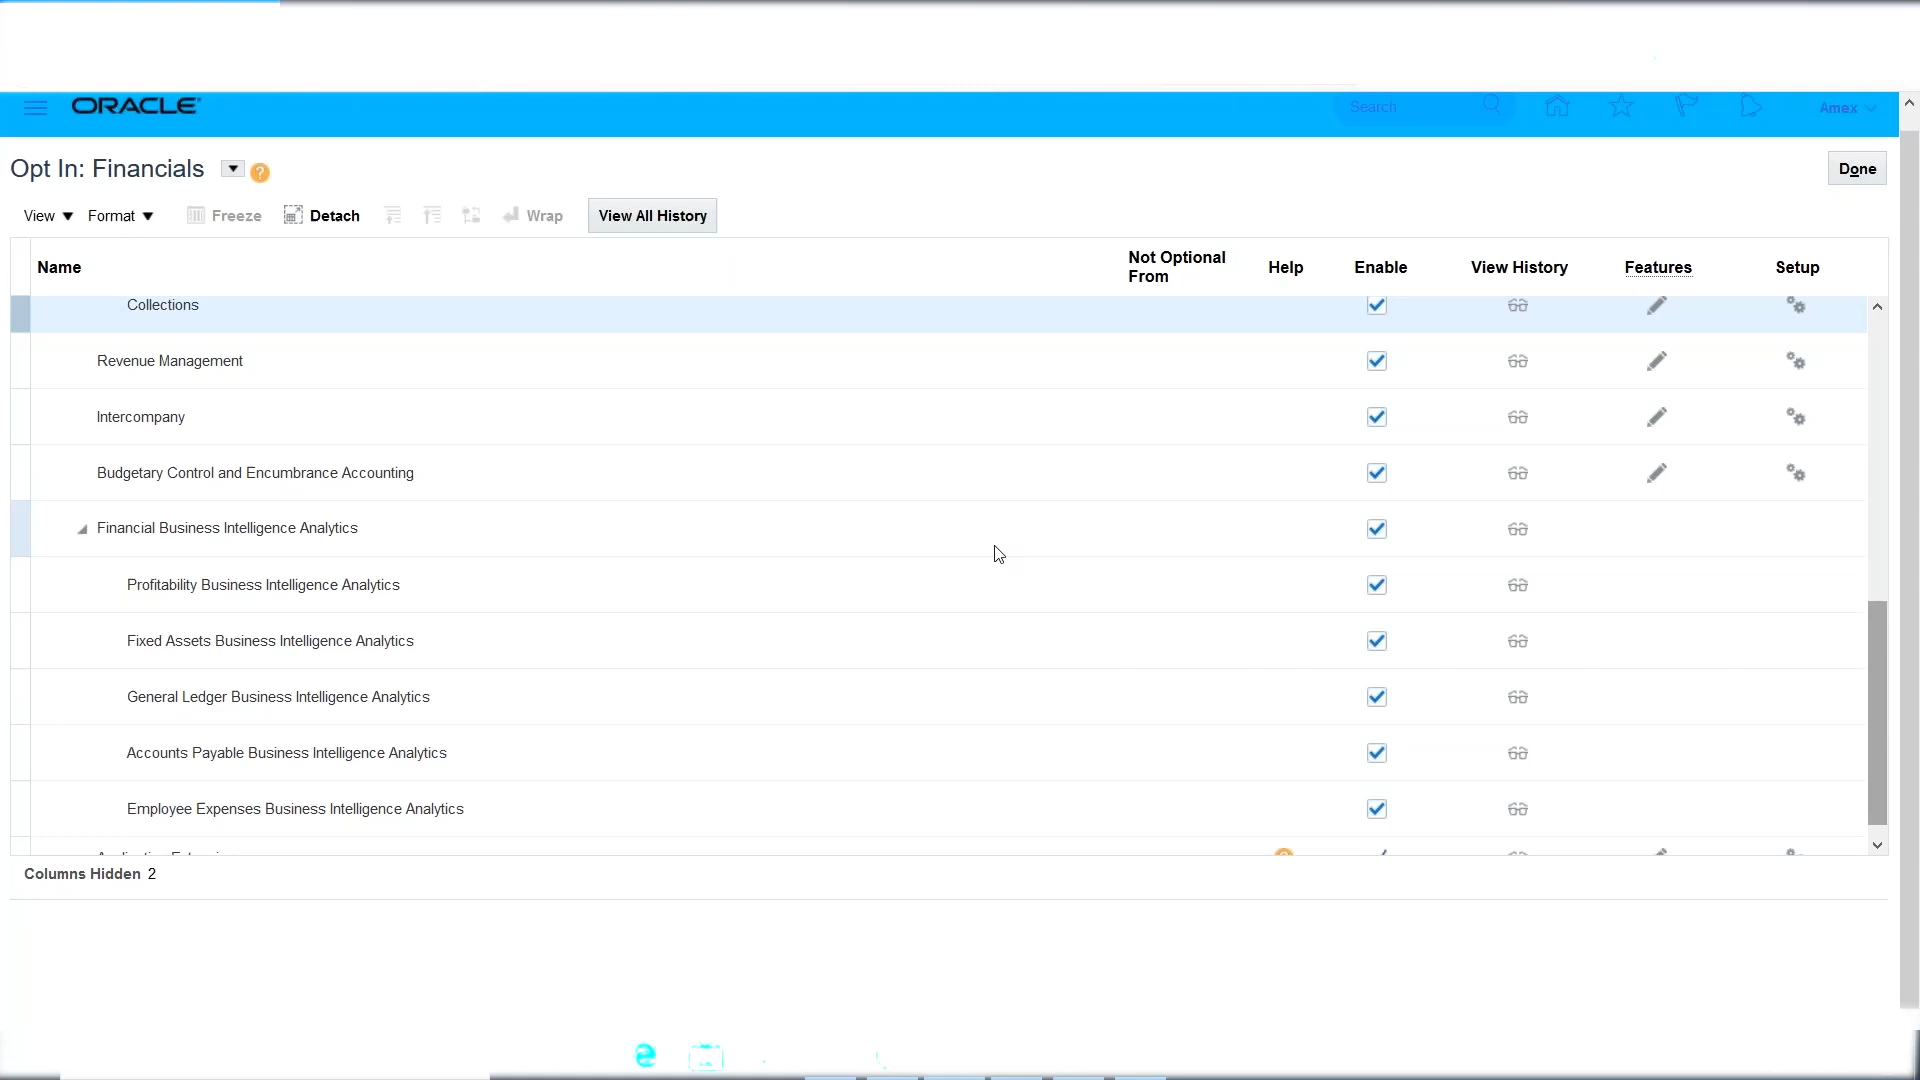 ORACLE
Search
Amex
Opt In: Financials
Done
View Format Freeze Detach Wrap View All History
Name Not Optional From Help Enable View History Features Setup
Collections
Revenue Management
Intercompany
Budgetary Control and Encumbrance Accounting
Financial Business Intelligence Analytics
Profitability Business Intelligence Analytics
Fixed Assets Business Intelligence Analytics
General Ledger Business Intelligence Analytics
Accounts Payable Business Intelligence Analytics
Employee Expenses Business Intelligence Analytics
Columns Hidden 2